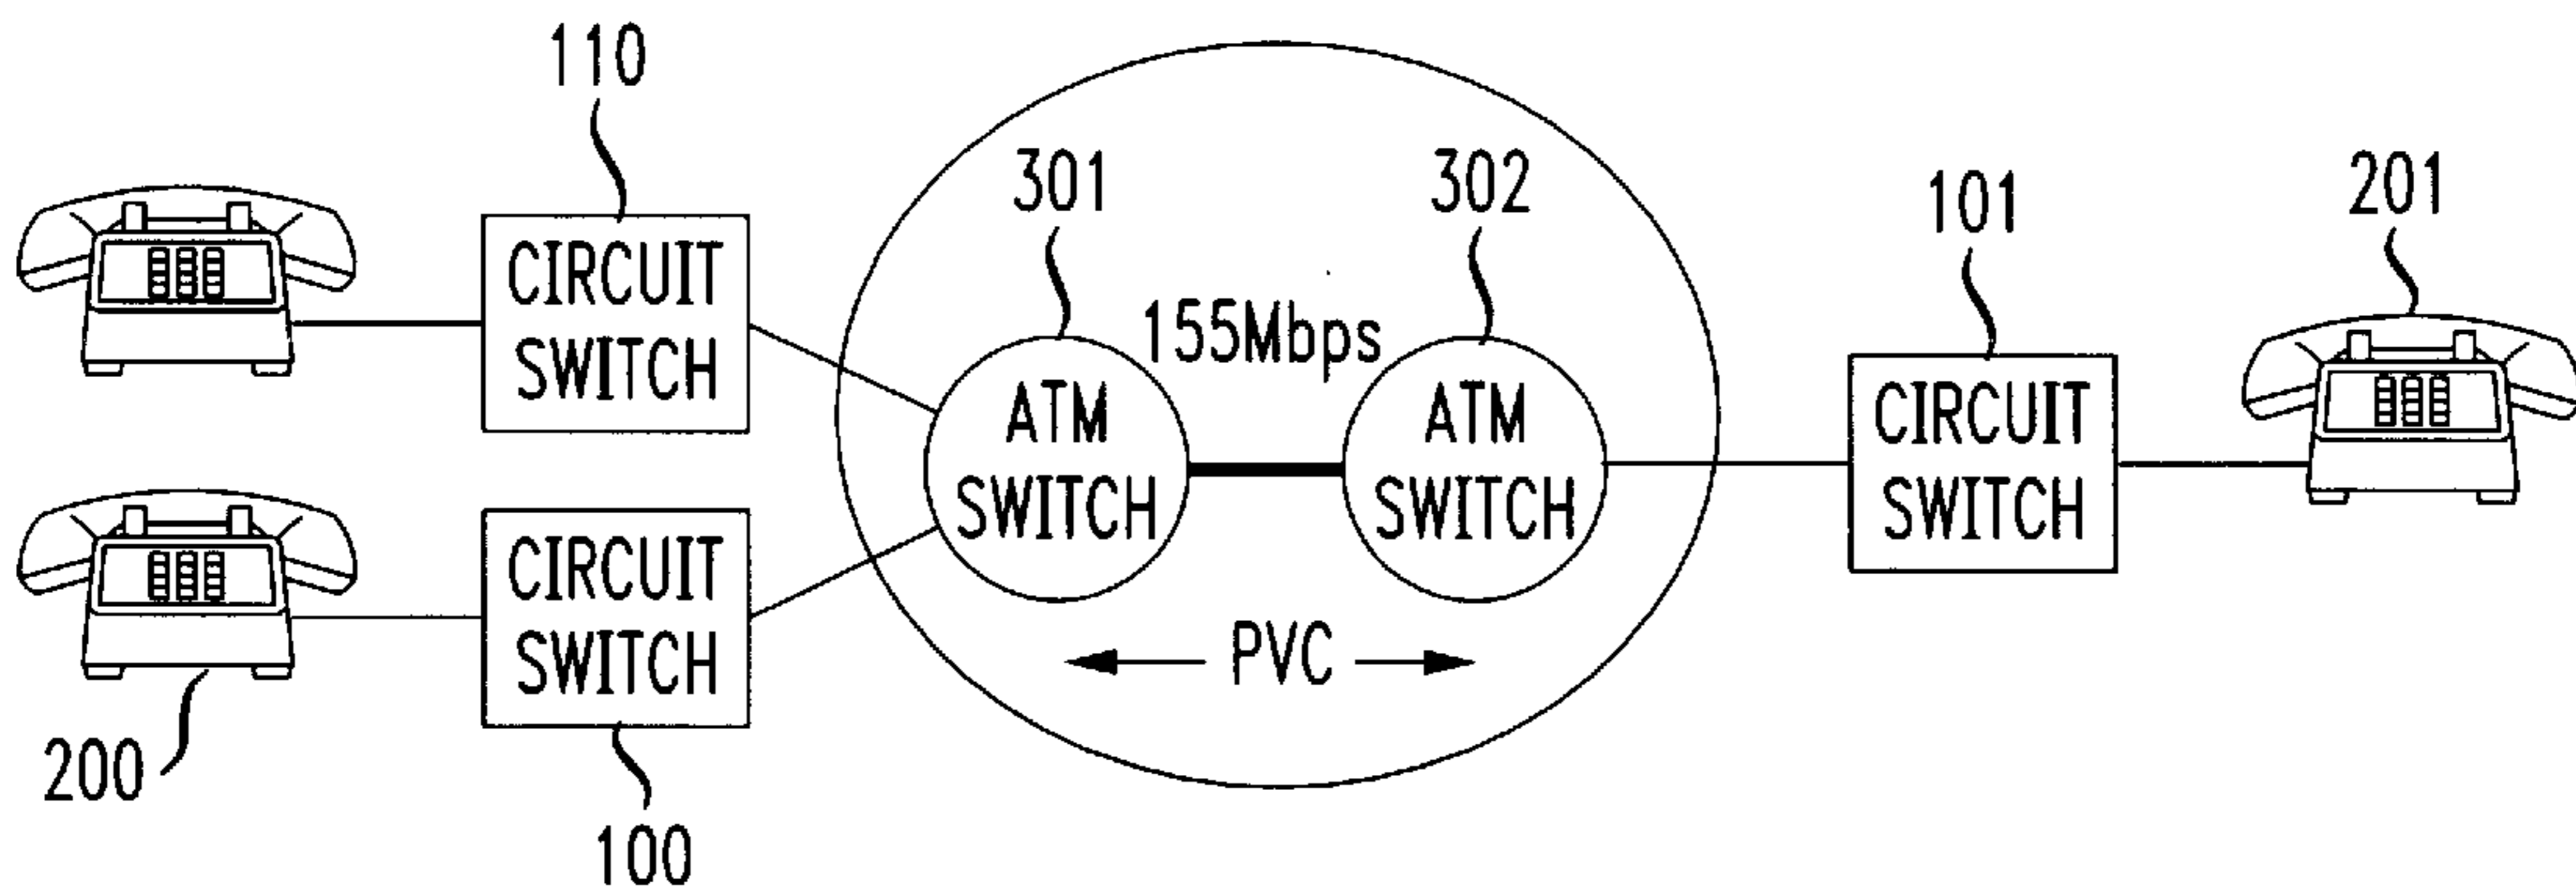 110
301
302
101
201
CIRCUIT
SWITCH
155Mbps
ATM
SWITCH
ATM
SWITCH
CIRCUIT
SWITCH
CIRCUIT
SWITCH
PVC
200
100